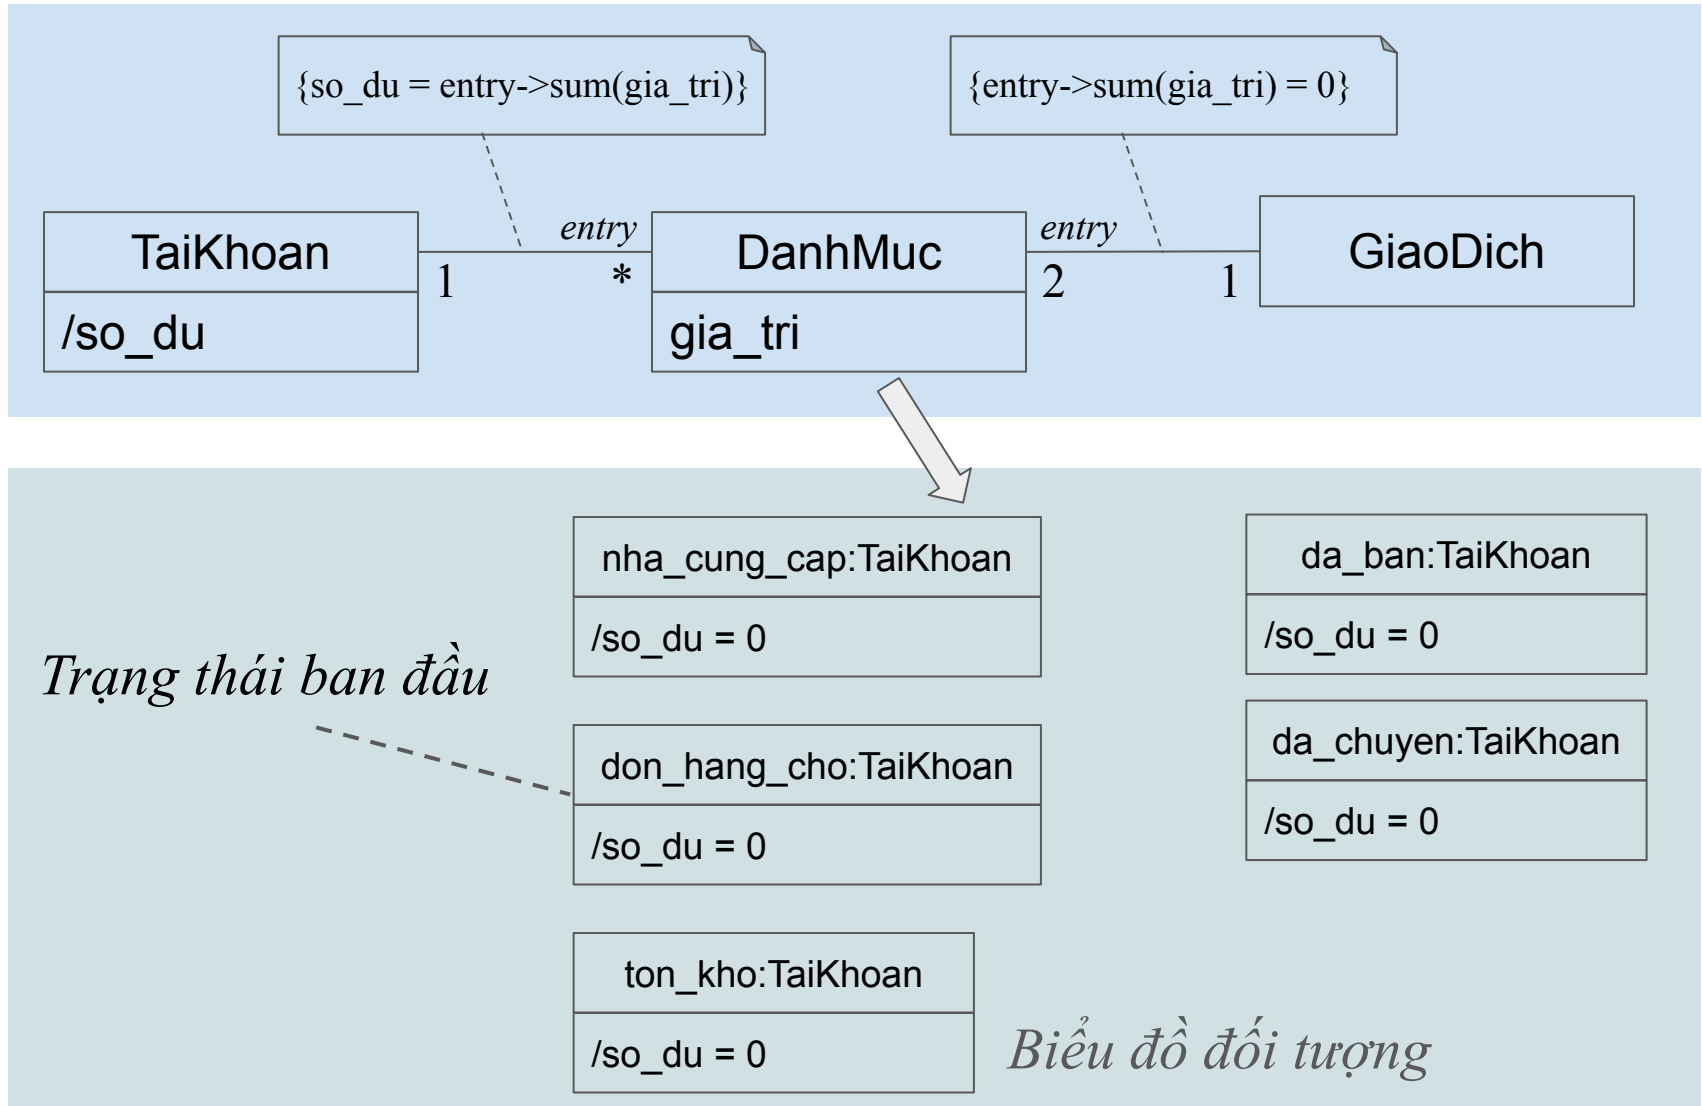 {so_du = entry->sum(gia_tri)}
{entry->sum(gia_tri) = 0}
TaiKhoan
/so_du
1
entry
*
DanhMuc
gia_tri
entry
2
1
GiaoDich
nha_cung_cap:TaiKhoan
/so_du = 0
da_ban:TaiKhoan
/so_du = 0
Trạng thái ban đầu
don_hang_cho:TaiKhoan
/so_du = 0
da_chuyen:TaiKhoan
/so_du = 0
ton_kho:TaiKhoan
/so_du = 0
Biểu đồ đối tượng